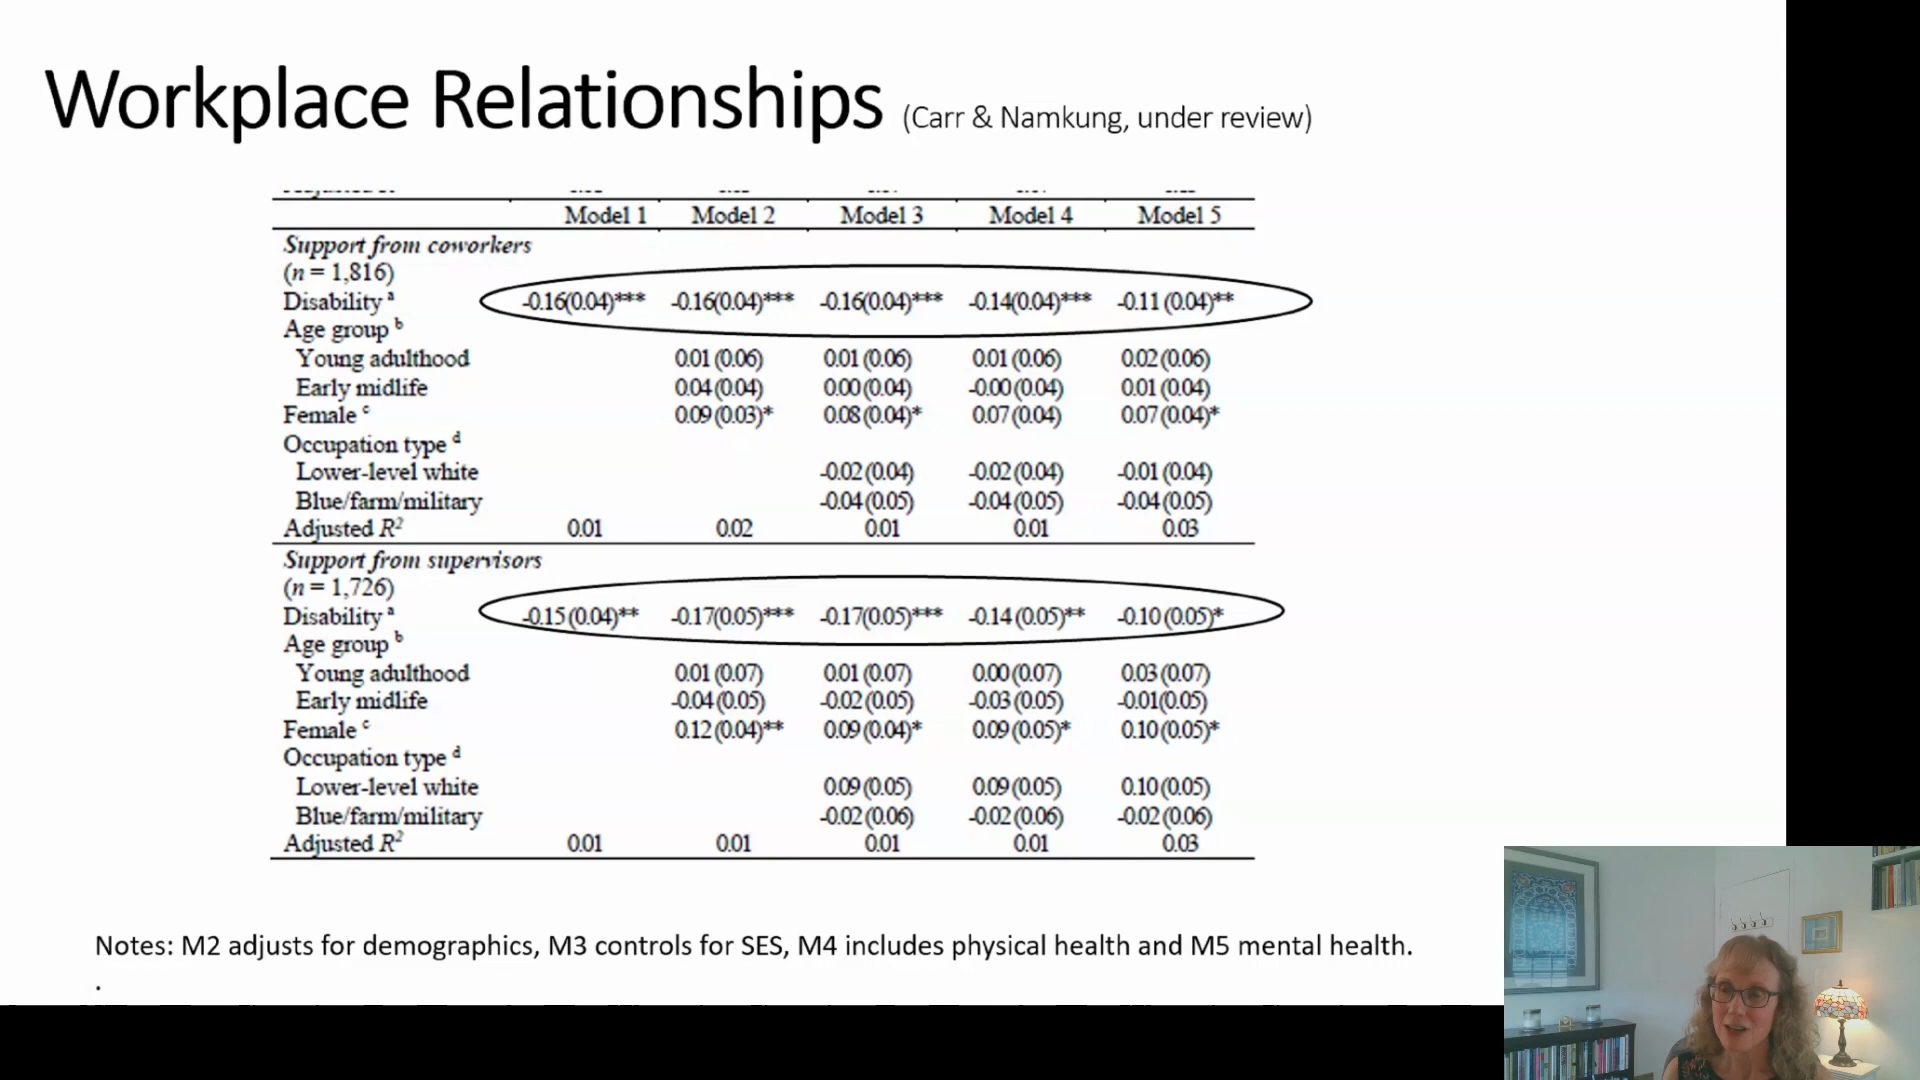 Workplace Relationships (Carr & Namkung, under review)
Model 1 Model 2 Model 3 Model 4 Model 5
Support from coworkers
(n = 1,816)
Disability a -0.16(0.04)*** -0.16(0.04)*** -0.16(0.04)*** -0.14(0.04)*** -0.11 (0.04)**
Age group b
Young adulthood 0.01 (0.06) 0.01 (0.06) 0.01 (0.06) 0.02 (0.06)
Early midlife 0.04 (0.04) 0.00 (0.04) -0.00 (0.04) 0.01 (0.04)
Female c 0.09 (0.03)* 0.08 (0.04)* 0.07 (0.04) 0.07 (0.04)*
Occupation type d
Lower-level white -0.02 (0.04) -0.02 (0.04) -0.01 (0.04)
Blue/farm/military -0.04 (0.05) -0.04 (0.05) -0.04 (0.05)
Adjusted R² 0.01 0.02 0.01 0.01 0.03
Support from supervisors
(n = 1,726)
Disability a -0.15 (0.04)** -0.17(0.05)*** -0.17(0.05)*** -0.14 (0.05)** -0.10 (0.05)*
Age group b
Young adulthood 0.01 (0.07) 0.01 (0.07) 0.00 (0.07) 0.03 (0.07)
Early midlife -0.04 (0.05) -0.02 (0.05) -0.03 (0.05) -0.01 (0.05)
Female c 0.12 (0.04)** 0.09 (0.04)* 0.09 (0.05)* 0.10 (0.05)*
Occupation type d
Lower-level white 0.09 (0.05) 0.09 (0.05) 0.10 (0.05)
Blue/farm/military -0.02 (0.06) -0.02 (0.06) -0.02 (0.06)
Adjusted R² 0.01 0.01 0.01 0.01 0.03
Notes: M2 adjusts for demographics, M3 controls for SES, M4 includes physical health and M5 mental health.
.